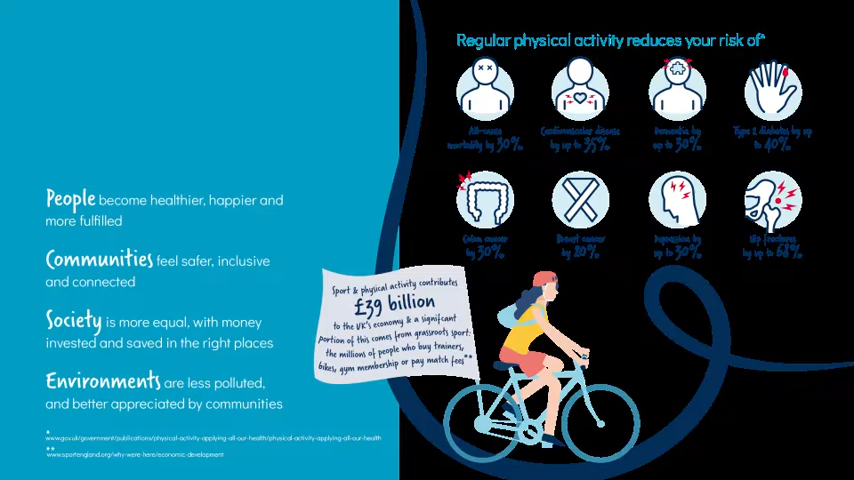 People become healthier, happier and
more fulfilled
Communities feel safer, inclusive
and connected
Society is more equal, with money
invested and saved in the right places
Environments are less polluted,
and better appreciated by communities
*
www.gov.uk/government/publications/physical-activity-applying-all-our-health/physical-activity-applying-all-our-health
**
www.sportengland.org/why-were-here/economic-development
Sport & physical activity contributes
£39 billion
to the UK's economy & a significant
portion of this comes from grassroots sport:
the millions of people who buy trainers,
bikes, gym membership or pay match fees**
Regular physical activity reduces your risk of*
All-cause
mortality by 30%
Cardiovascular disease
by up to 35%
Dementia by
up to 30%
Type 2 diabetes by up
to 40%
Colon cancer
by 30%
Breast cancer
by 20%
Depression by
up to 30%
Hip fractures
by up to 68%